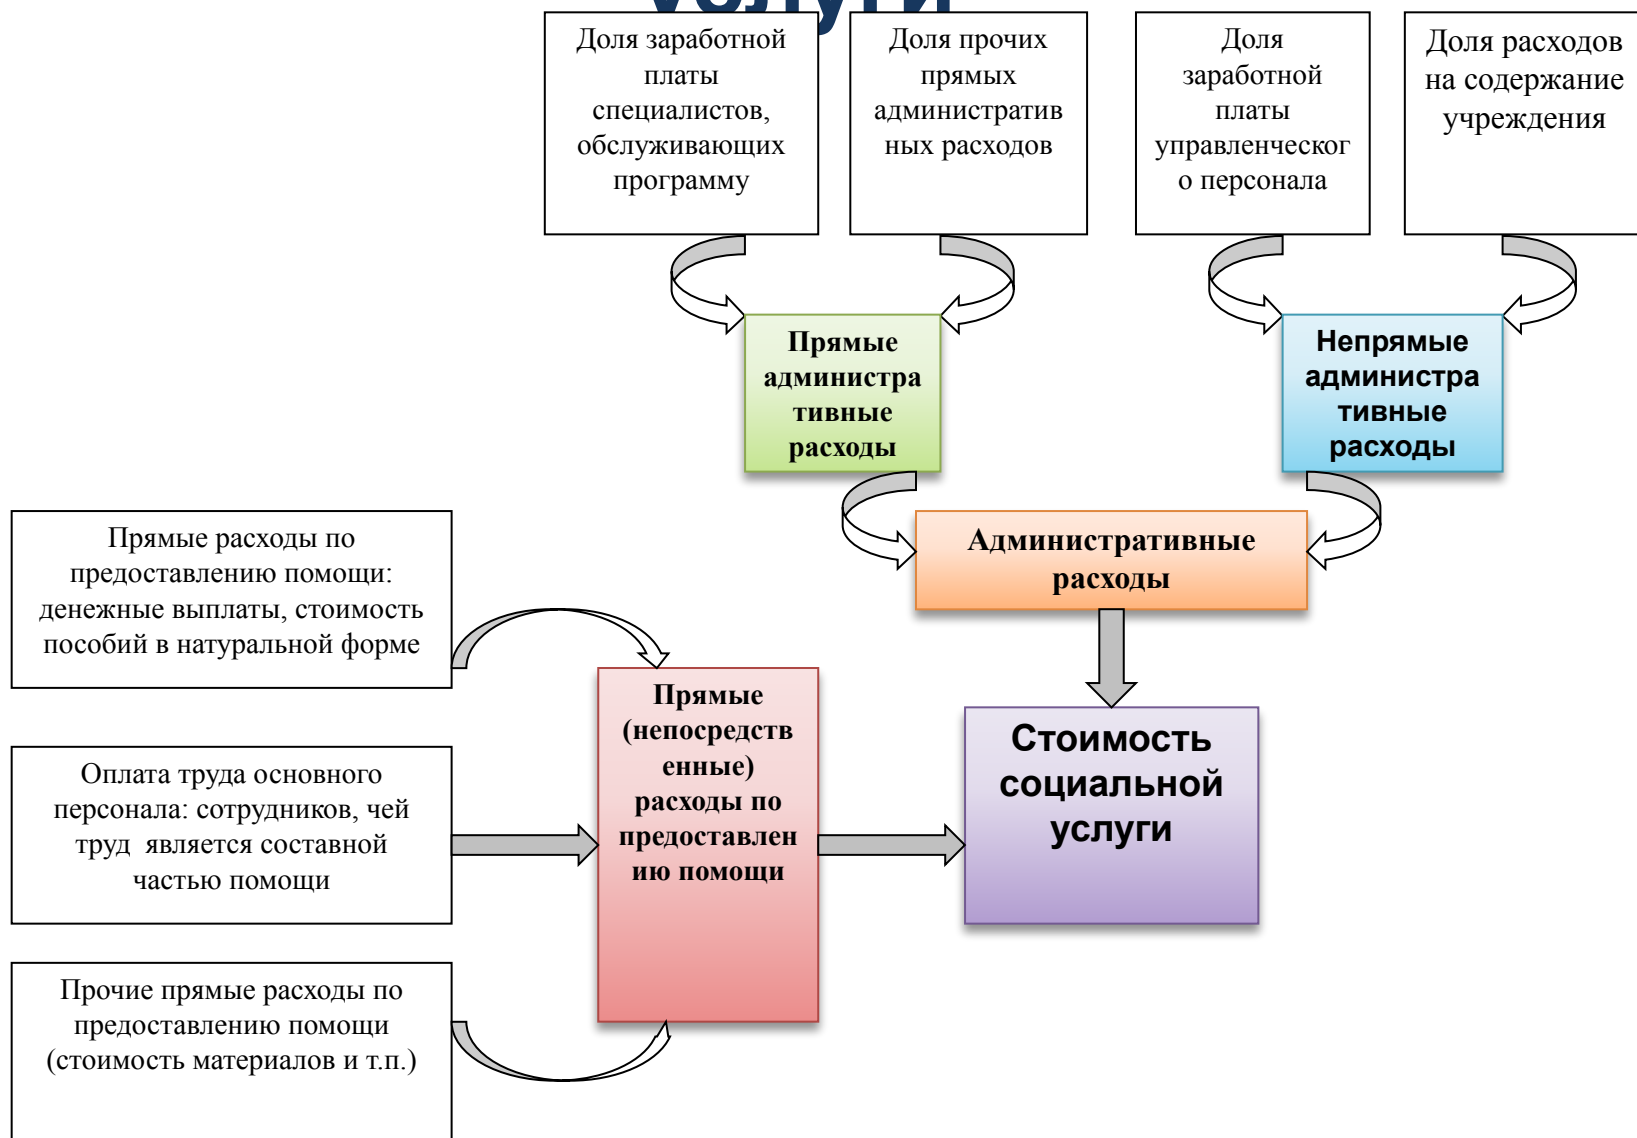 услуги
Доля заработной
платы
специалистов,
обслуживающих
программу
Доля прочих
прямых
административ
ных расходов
Доля
заработной
платы
управленческог
о персонала
Доля расходов
на содержание
учреждения
Прямые
администра
тивные
расходы
Непрямые
администра
тивные
расходы
Административные
расходы
Прямые расходы по
предоставлению помощи:
денежные выплаты, стоимость
пособий в натуральной форме
Прямые
(непосредств
енные)
расходы по
предоставлен
ию помощи
Стоимость
социальной
услуги
Оплата труда основного
персонала: сотрудников, чей
труд является составной
частью помощи
Прочие прямые расходы по
предоставлению помощи
(стоимость материалов и т.п.)